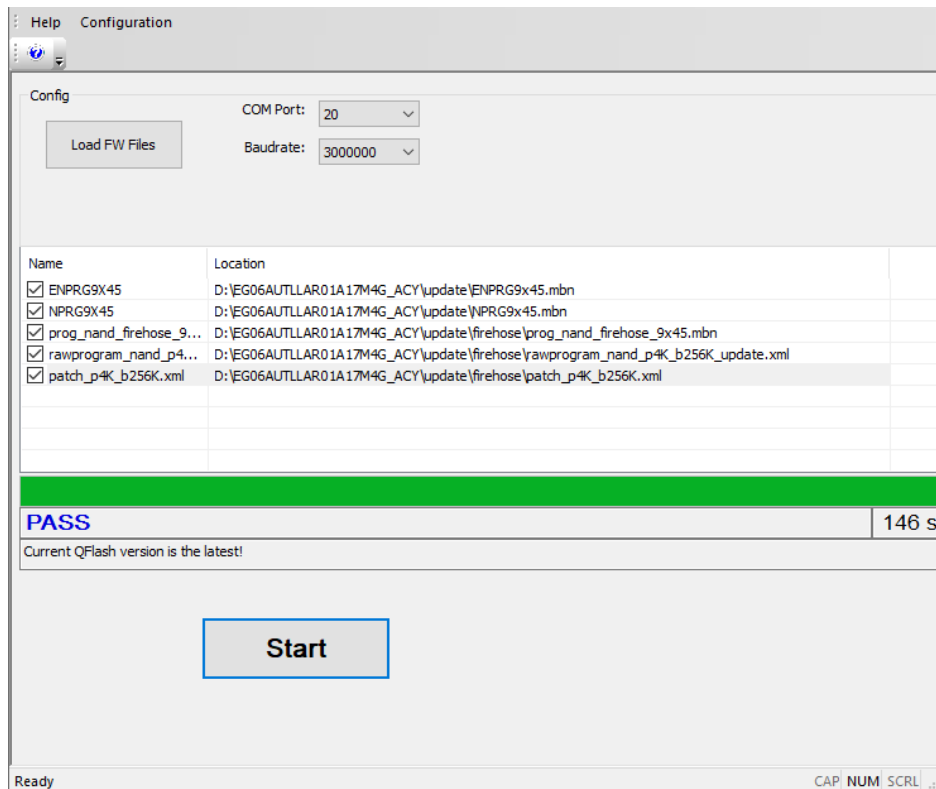 Help Configuration
Config
COM Port: 20
Load FW Files
Baudrate: 3000000
Name Location
ENPRG9X45 D:\EG06AUTLLAR01A17M4G_ACY\update\ENPRG9x45.mbn
NPRG9X45 D:\EG06AUTLLAR01A17M4G_ACY\update\NPRG9x45.mbn
prog_nand_firehose_9... D:\EG06AUTLLAR01A17M4G_ACY\update\firehose\prog_nand_firehose_9x45.mbn
rawprogram_nand_p4... D:\EG06AUTLLAR01A17M4G_ACY\update\firehose\rawprogram_nand_p4K_b256K_update.xml
patch_p4K_b256K.xml D:\EG06AUTLLAR01A17M4G_ACY\update\firehose\patch_p4K_b256K.xml
PASS 146 s
Current QFlash version is the latest!
Start
Ready CAP NUM SCRL